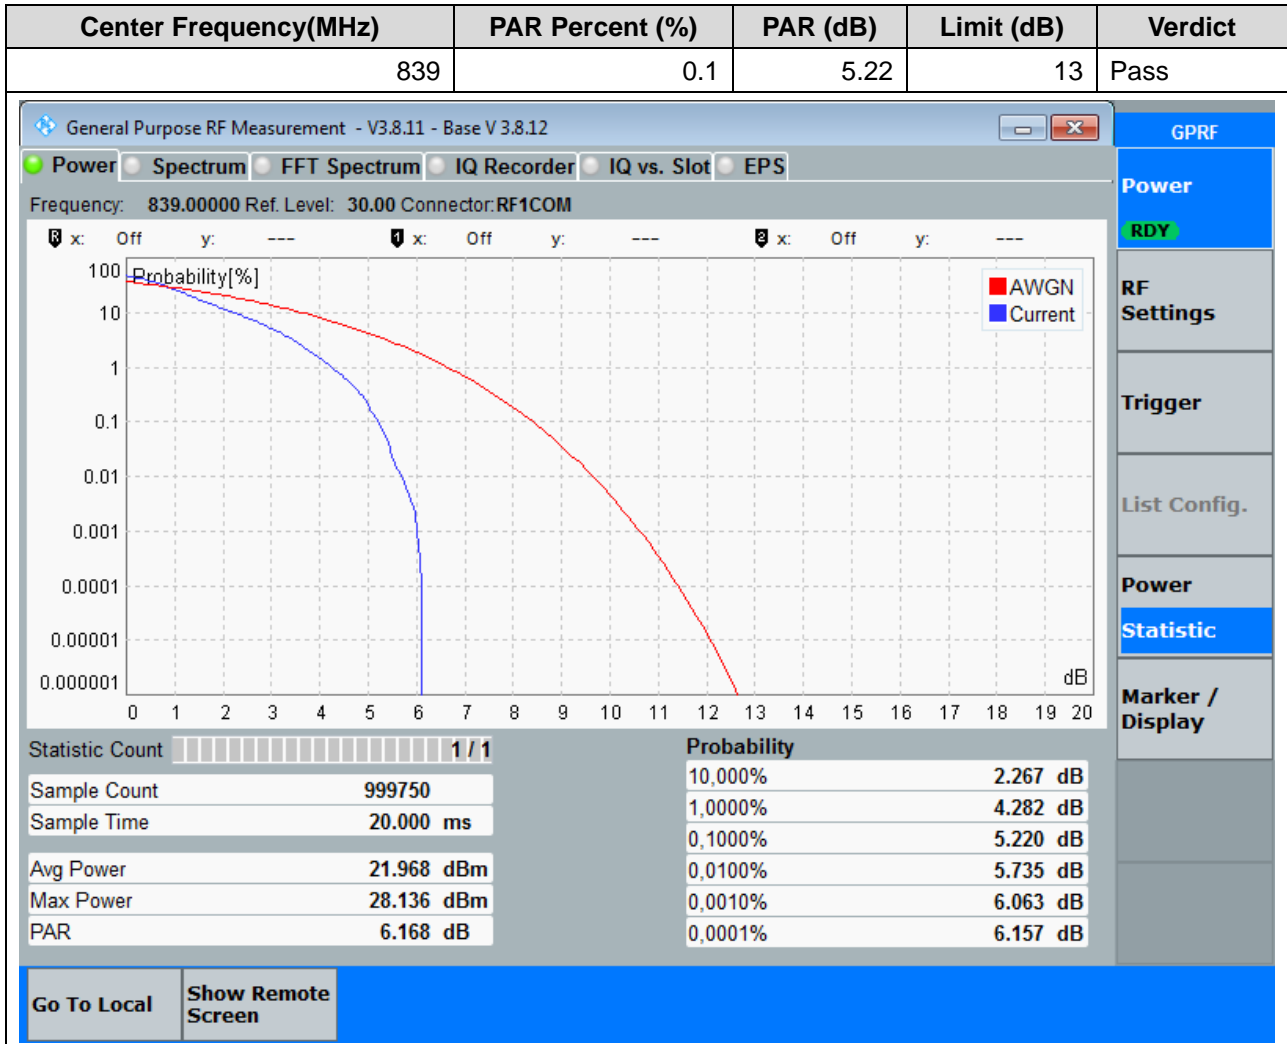 Center Frequency(MHz) PAR Percent (%) PAR (dB) Limit (dB) Verdict
839 0.1 5.22 13 Pass
General Purpose RF Measurement - V3.8.11 - Base V 3.8.12
GPRF
Power Spectrum FFT Spectrum IQ Recorder IQ vs. Slot EPS
Frequency: 839.00000 Ref. Level: 30.00 Connector: RF1COM
R x: Off y: --- 1 x: Off y: --- 2 x: Off y: ---
Probability[%]
AWGN
Current
100
10
1
0.1
0.01
0.001
0.0001
0.00001
0.000001
dB
0 1 2 3 4 5 6 7 8 9 10 11 12 13 14 15 16 17 18 19 20
Statistic Count 1 / 1
Sample Count 999750
Sample Time 20.000 ms
Avg Power 21.968 dBm
Max Power 28.136 dBm
PAR 6.168 dB
Probability
10,000% 2.267 dB
1,0000% 4.282 dB
0,1000% 5.220 dB
0,0100% 5.735 dB
0,0010% 6.063 dB
0,0001% 6.157 dB
Power
RDY
RF
Settings
Trigger
List Config.
Power
Statistic
Marker /
Display
Go To Local
Show Remote
Screen